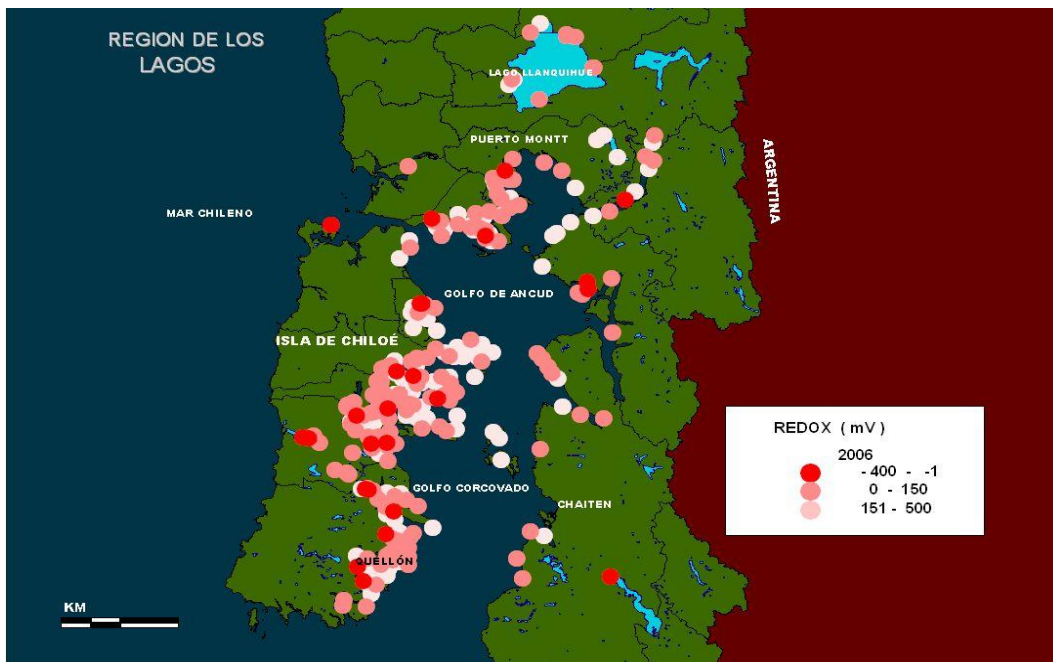 REGION DE LOS
LAGOS
LAGO LLANQUIHUE
PUERTO MONTT
ARGENTINA
MAR CHILENO
GOLFO DE ANCUD
ISLA DE CHILOÉ
GOLFO CORCOVADO
CHAITEN
QUELLÓN
REDOX ( mV )
2006
-400 - -1
0 - 150
151 - 500
KM